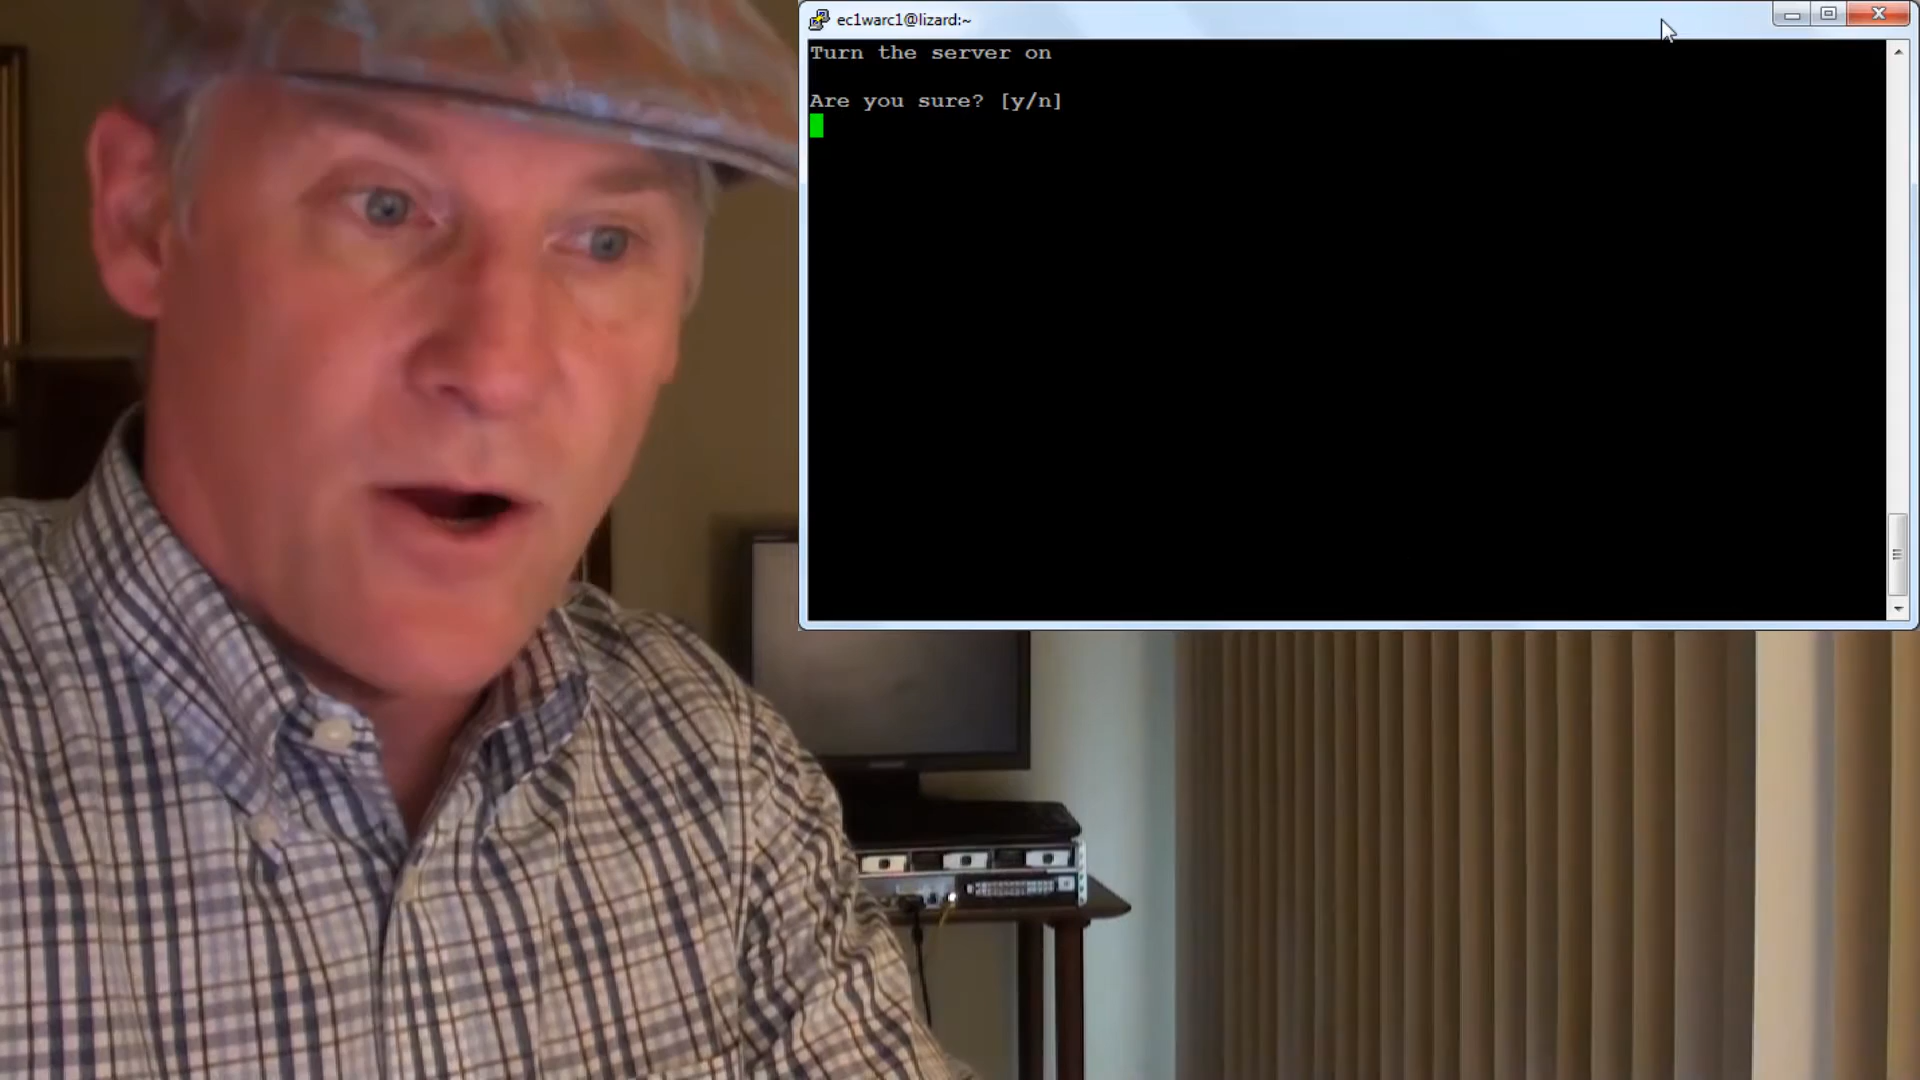 ec1warc1@lizard:~
Turn the server on
Are you sure? [y/n]